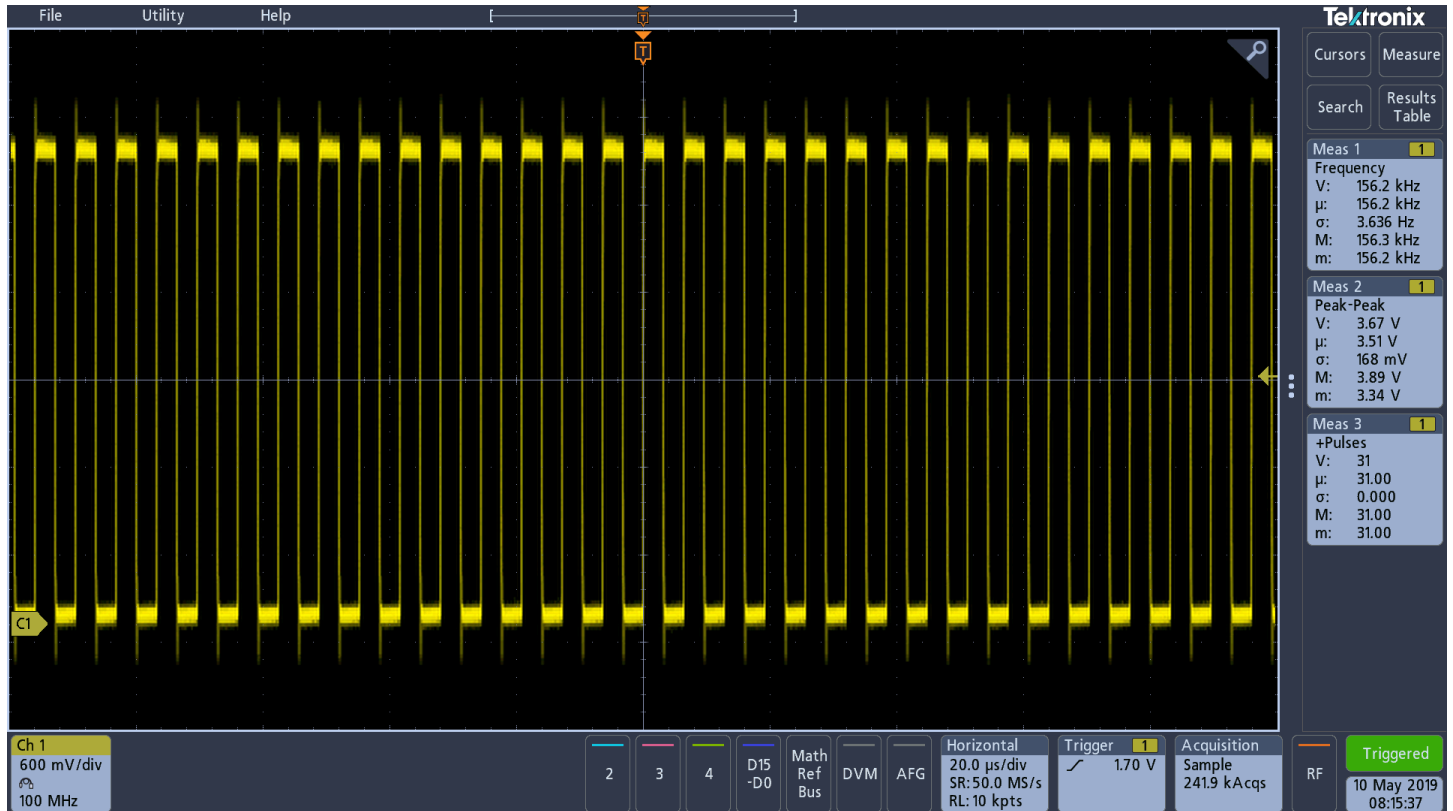 File Utility Help
[ T ]
Tektronix
T
Cursors Measure
Search Results
Table
Meas 1 1
Frequency
V: 156.2 kHz
μ: 156.2 kHz
σ: 3.636 Hz
M: 156.3 kHz
m: 156.2 kHz
Meas 2 1
Peak-Peak
V: 3.67 V
μ: 3.51 V
σ: 168 mV
M: 3.89 V
m: 3.34 V
Meas 3 1
+Pulses
V: 31
μ: 31.00
σ: 0.000
M: 31.00
m: 31.00
C1
Ch 1
600 mV/div
100 MHz
2
3
4
D15
-D0
Math
Ref
Bus
DVM
AFG
Horizontal
20.0 μs/div
SR: 50.0 MS/s
RL: 10 kpts
Trigger 1
1.70 V
Acquisition
Sample
241.9 kAcqs
RF
Triggered
10 May 2019
08:15:37